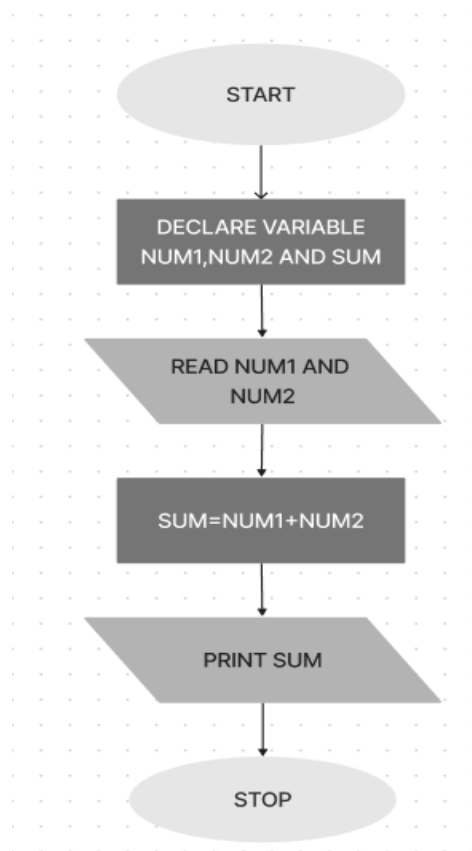 START
DECLARE VARIABLE
NUM1,NUM2 AND SUM
READ NUM1 AND
NUM2
SUM=NUM1+NUM2
PRINT SUM
STOP